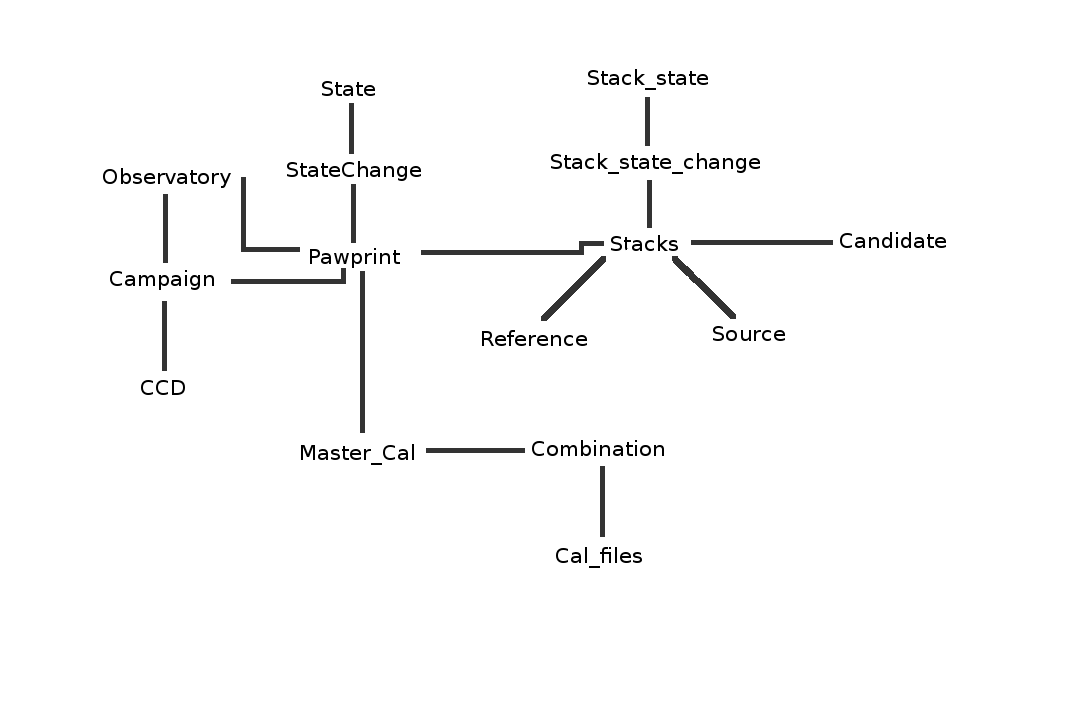 Stack_state
State
Stack_state_change
StateChange
Observatory
Candidate
Stacks
Pawprint
Campaign
Source
Reference
CCD
Combination
Master_Cal
Cal_files